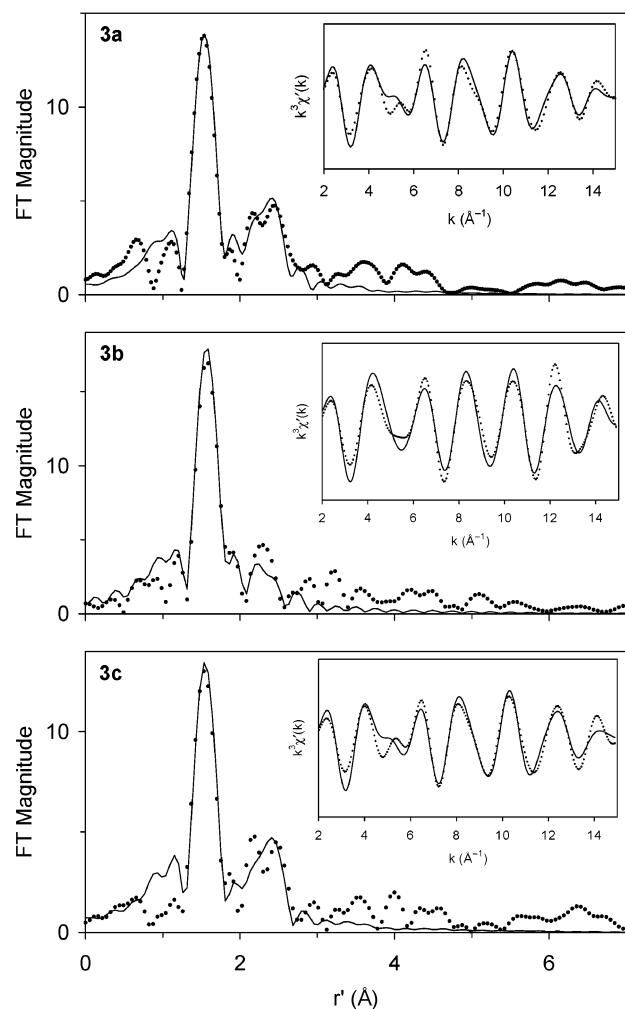 3a
FT Magnitude
10
0
k³χ'(k)
2 4 6 8 10 12 14
k (Å⁻¹)
3b
FT Magnitude
10
0
k³χ'(k)
2 4 6 8 10 12 14
k (Å⁻¹)
3c
FT Magnitude
10
0
k³χ'(k)
2 4 6 8 10 12 14
k (Å⁻¹)
0 2 4 6
r' (Å)